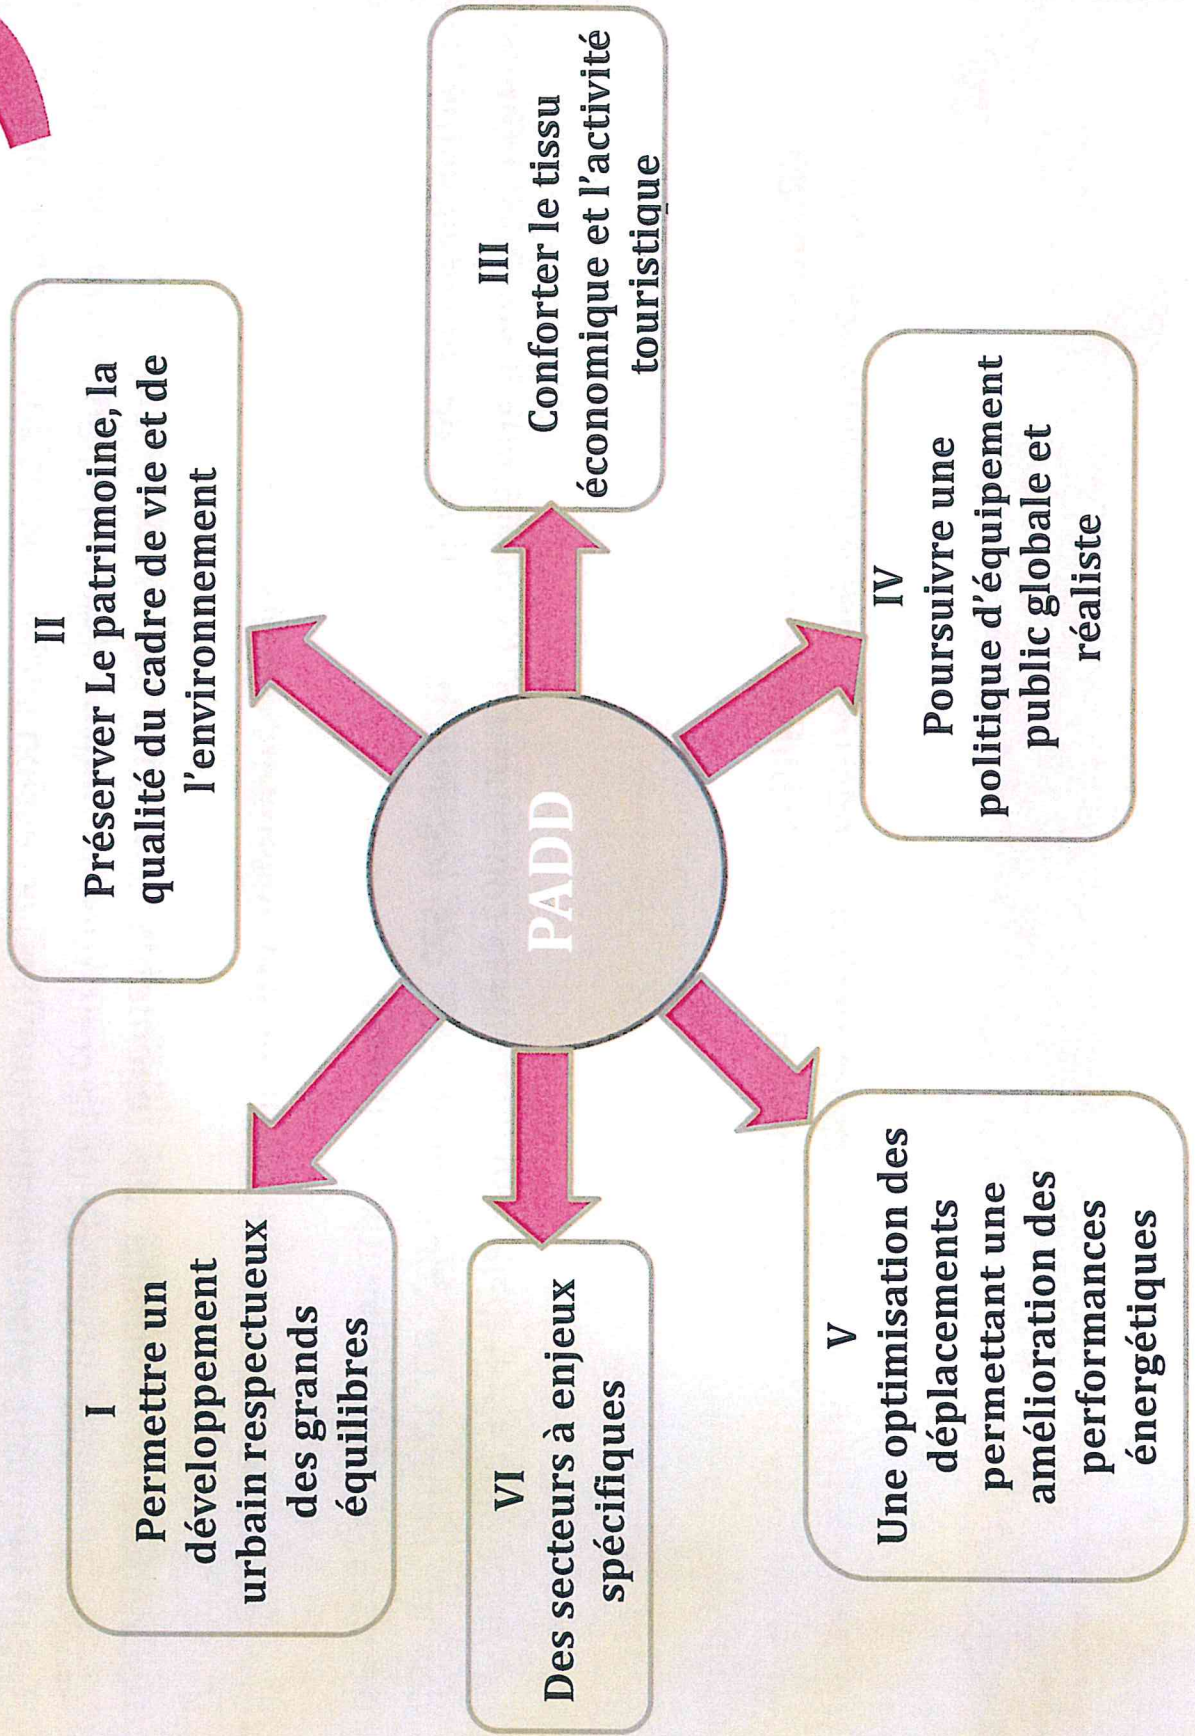 I
Permettre un
développement
urbain respectueux
des grands
équilibres
II
Préserver Le patrimoine, la
qualité du cadre de vie et de
l'environnement
III
Conforter le tissu
économique et l'activité
touristique
IV
Poursuivre une
politique d'équipement
public globale et
réaliste
V
Une optimisation des
déplacements
permettant une
amélioration des
performances
énergétiques
VI
Des secteurs à enjeux
spécifiques
PADD